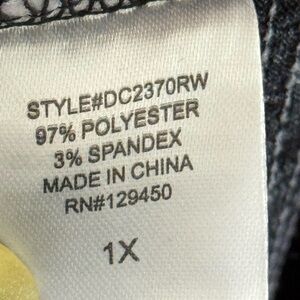 STYLE#DC2370RW
97% POLYESTER
3% SPANDEX
MADE IN CHINA
RN#129450
1X